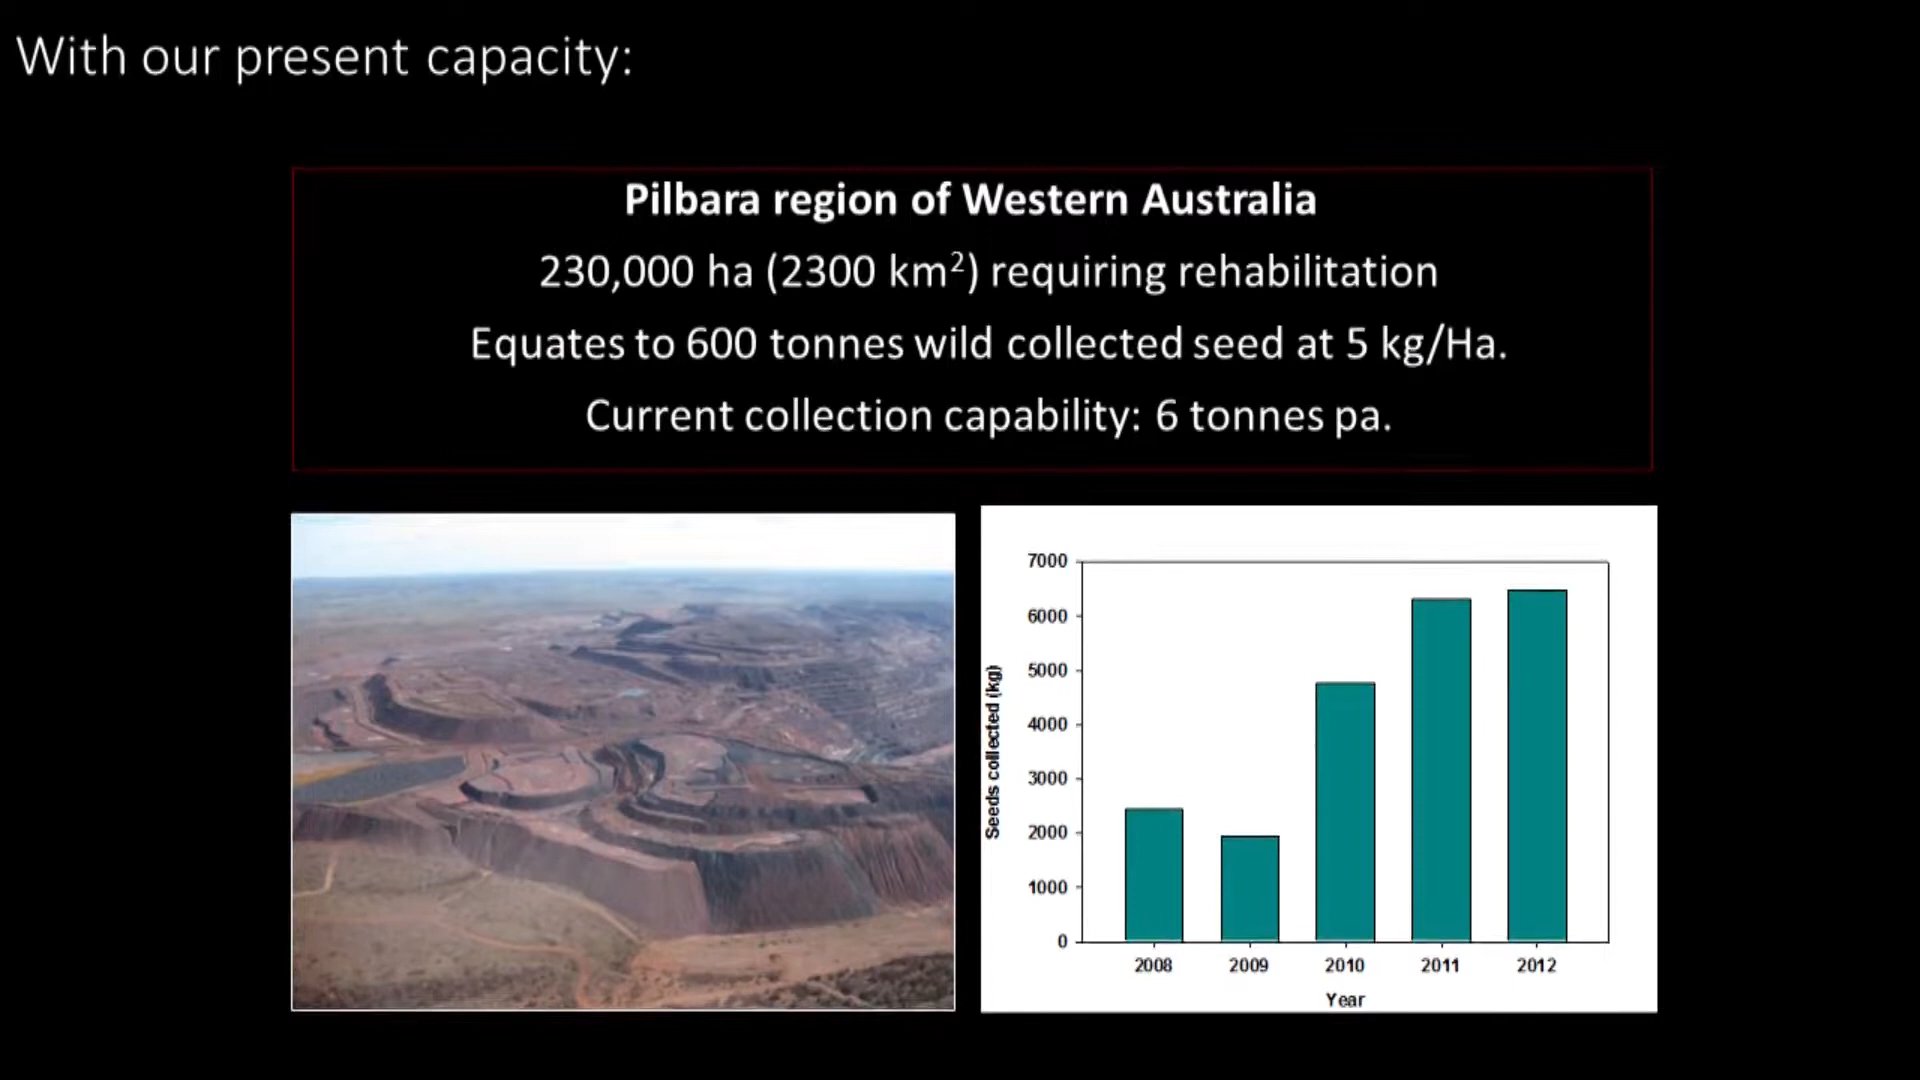 With our present capacity:
Pilbara region of Western Australia
230,000 ha (2300 km²) requiring rehabilitation
Equates to 600 tonnes wild collected seed at 5 kg/Ha.
Current collection capability: 6 tonnes pa.
7000
6000
5000
4000
3000
2000
1000
0
Seeds collected (kg)
2008 2009 2010 2011 2012
Year